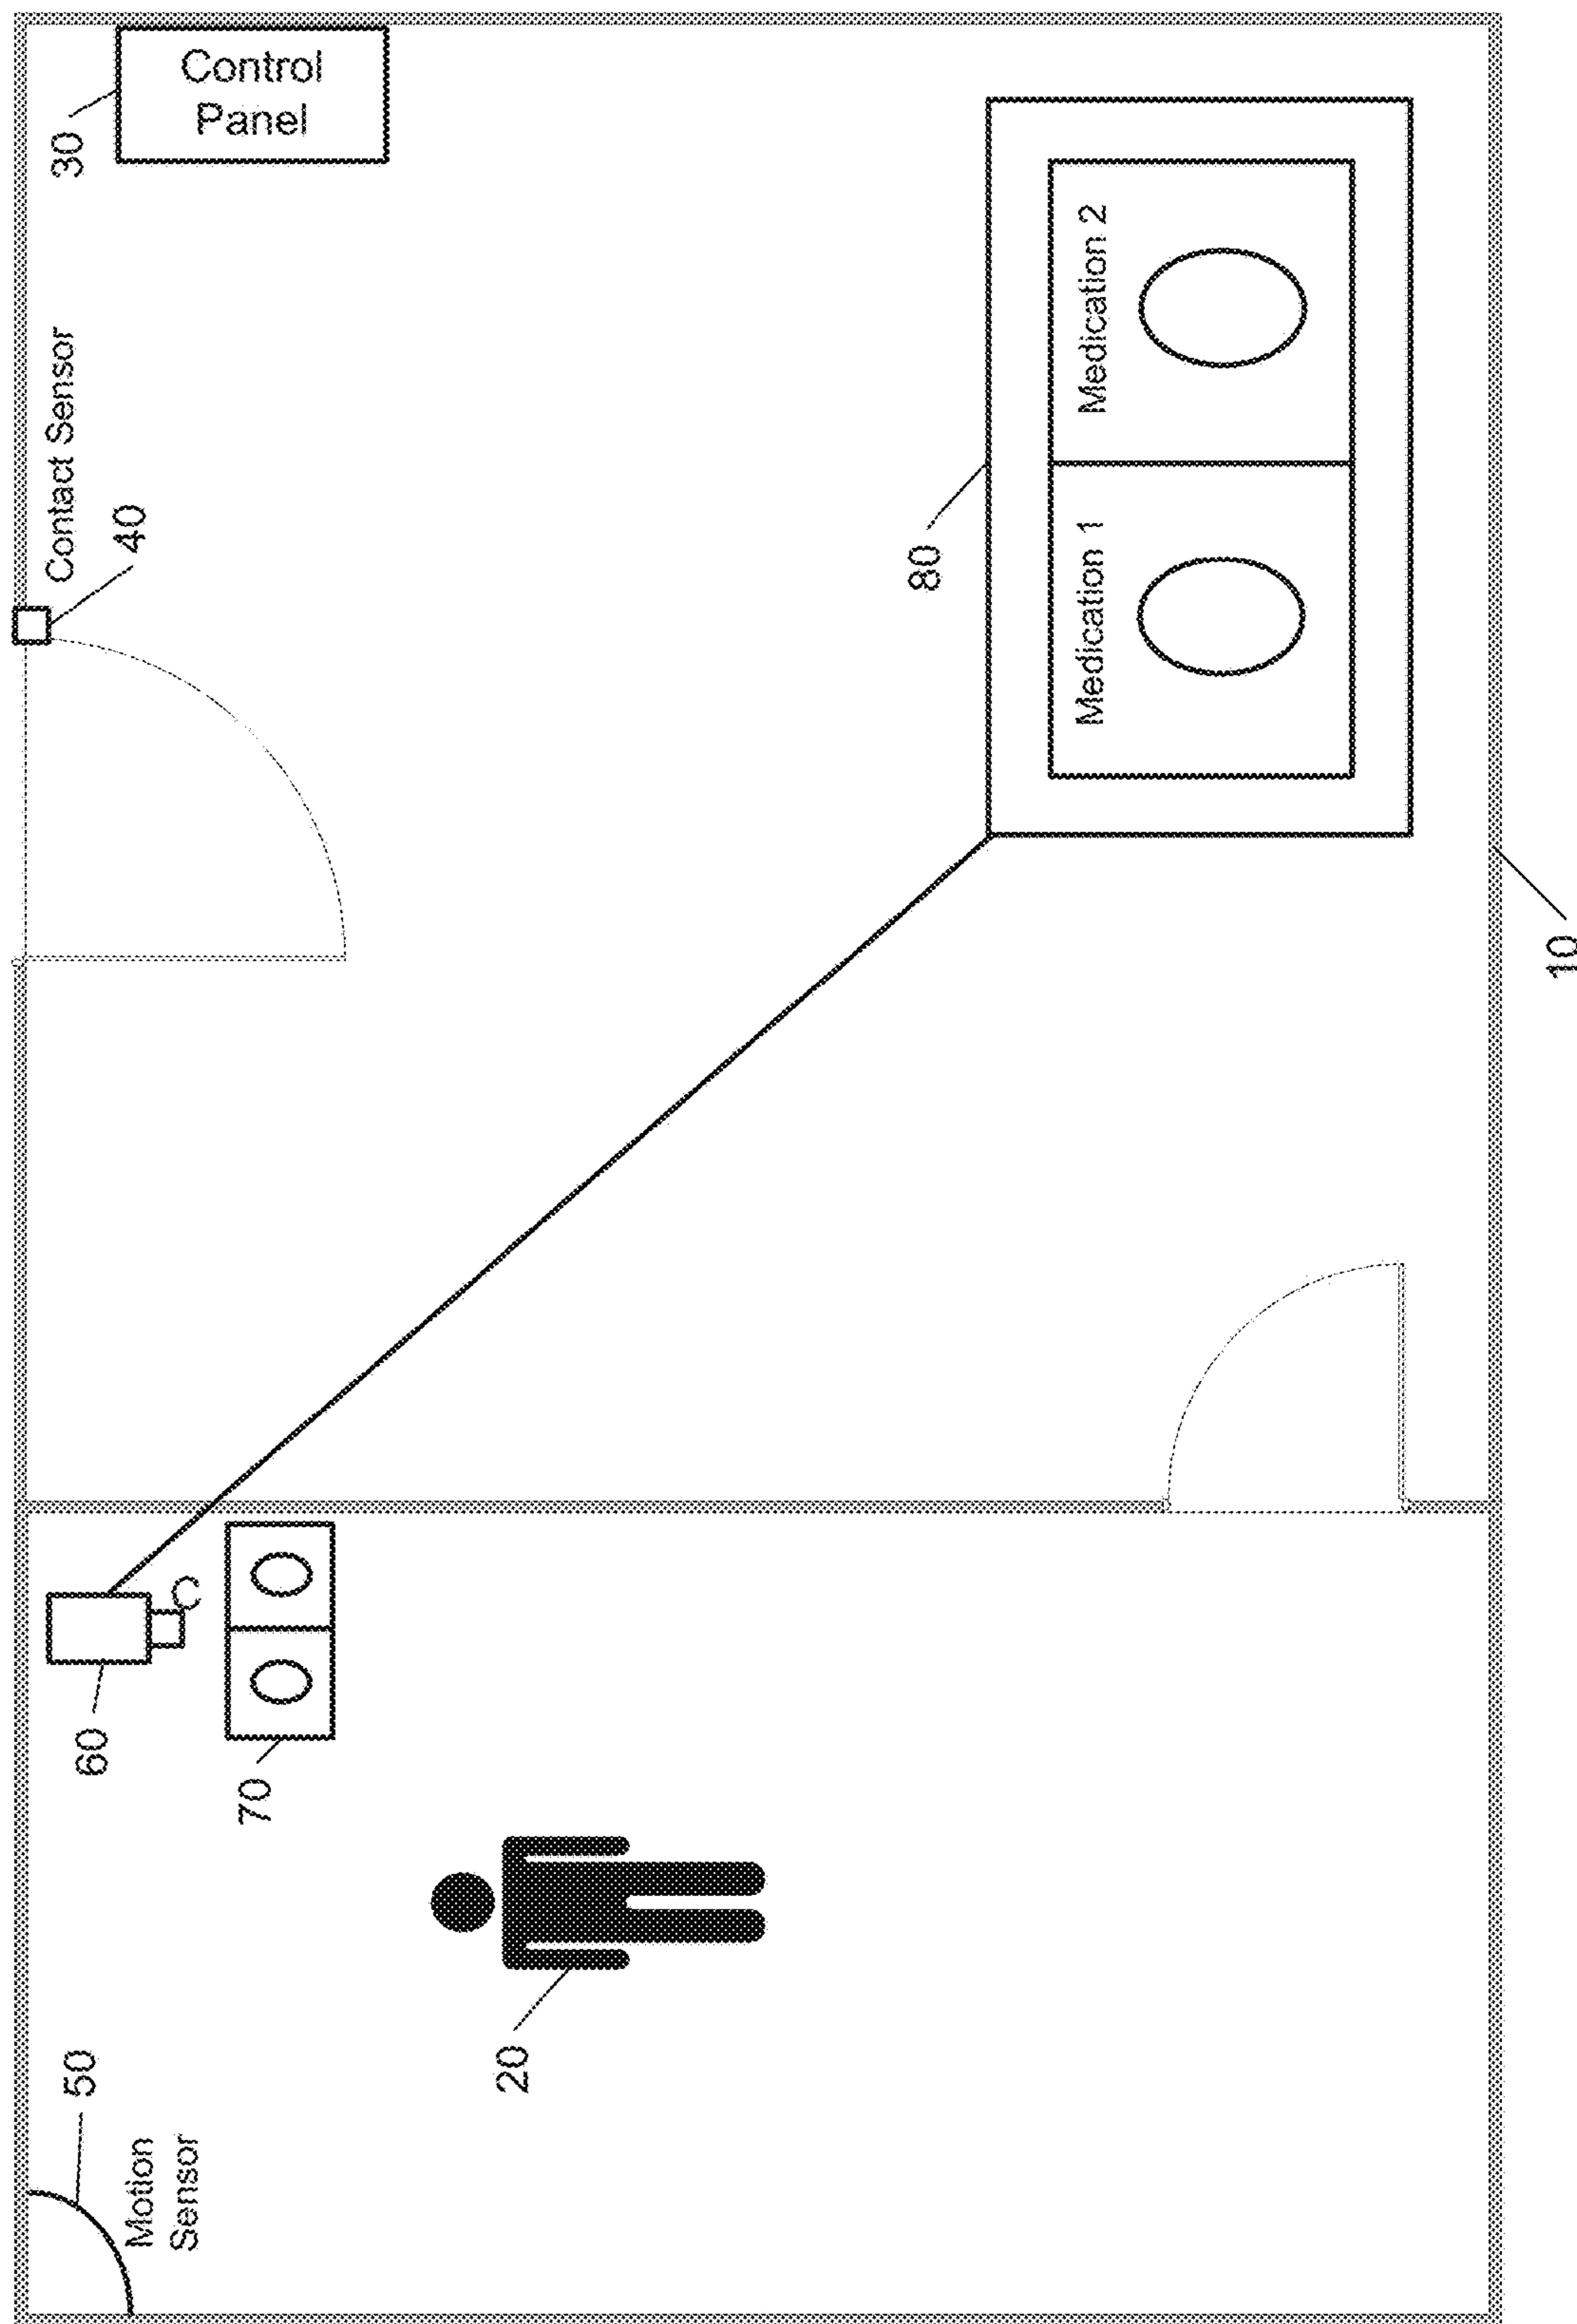 Control
Panel
30
Contact Sensor
40
80
Medication 1
Medication 2
10
C
60
70
20
50
Motion
Sensor